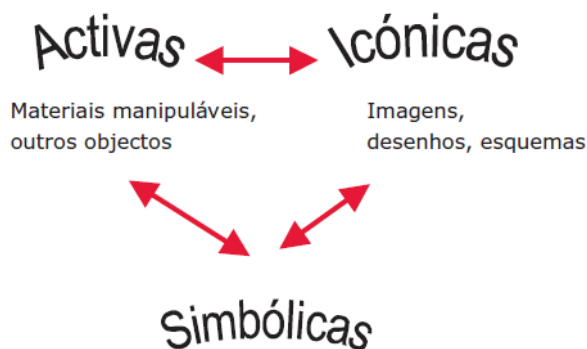 Activas
Icónicas
Materiais manipuláveis,
outros objectos
Imagens,
desenhos, esquemas
Simbólicas